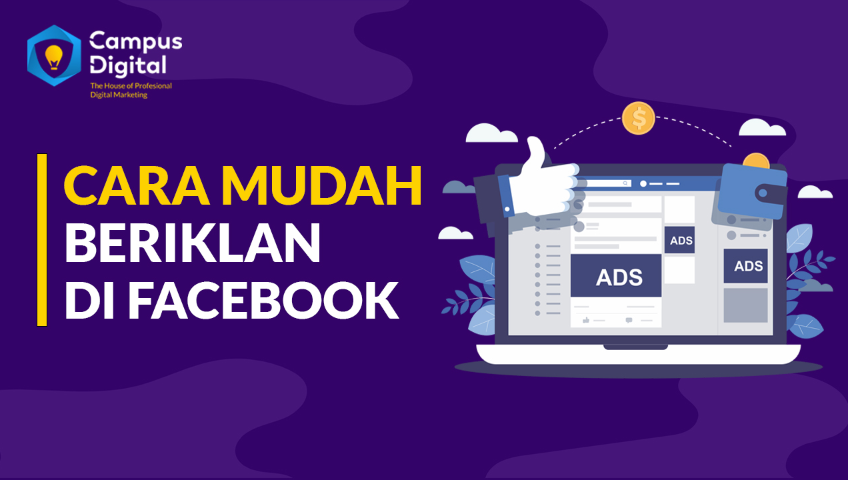 Campus
Digital
The House of Profesional
Digital Marketing
CARA MUDAH
BERIKLAN
DI FACEBOOK
$
ADS
ADS
ADS